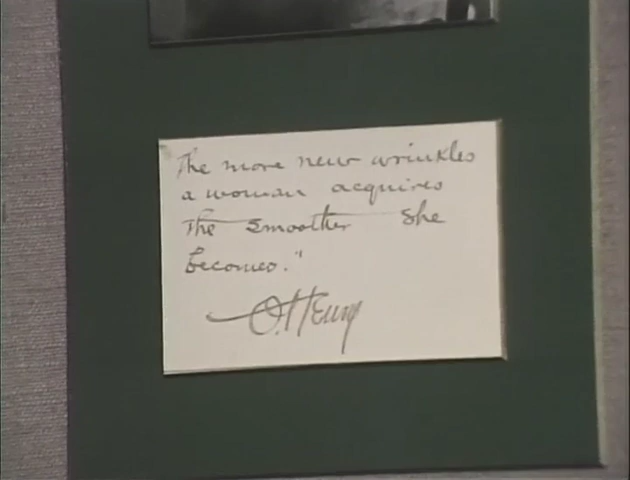 The more new wrinkles
a woman acquires
the smoother she
becomes."
O. Henry